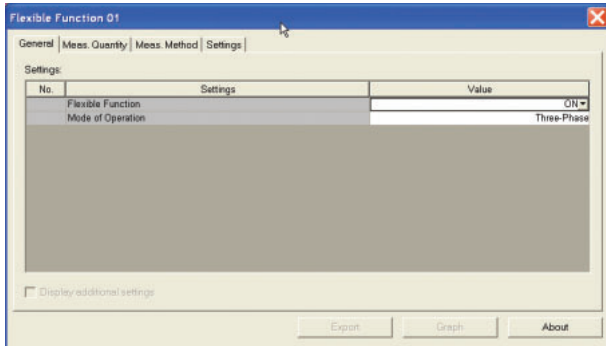 Flexible Function 01
General Meas. Quantity Meas. Method Settings
Settings:
No. Settings Value
Flexible Function ON
Mode of Operation Three-Phase
Display additional settings
Export Graph About